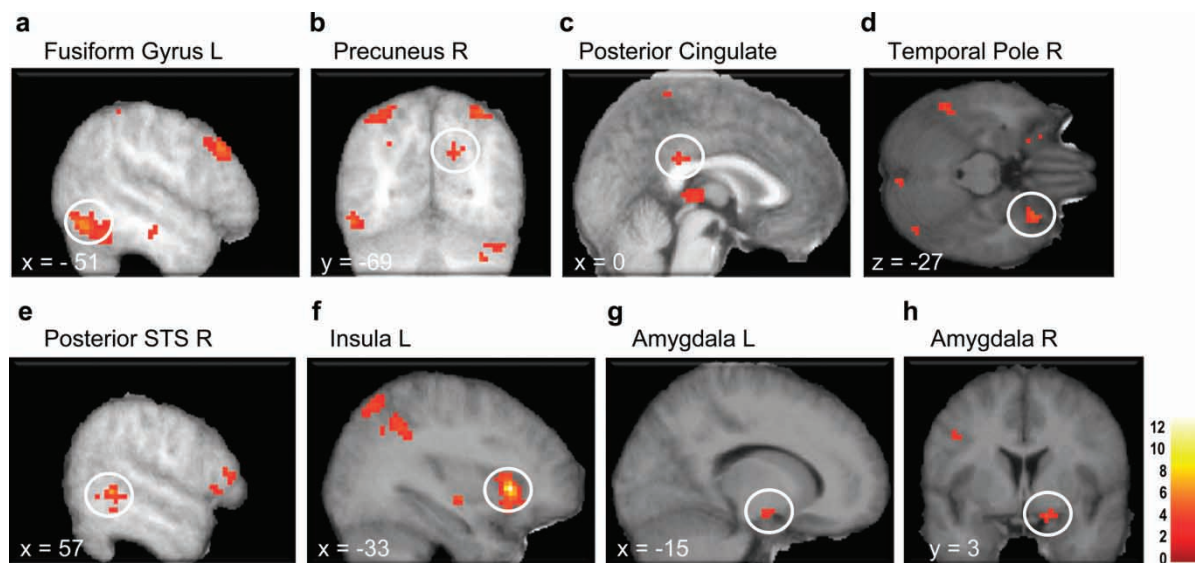 a
Fusiform Gyrus L
x = - 51
b
Precuneus R
y = -69
c
Posterior Cingulate
x = 0
d
Temporal Pole R
z = -27
e
Posterior STS R
x = 57
f
Insula L
x = -33
g
Amygdala L
x = -15
h
Amygdala R
y = 3
12
10
8
6
4
2
0